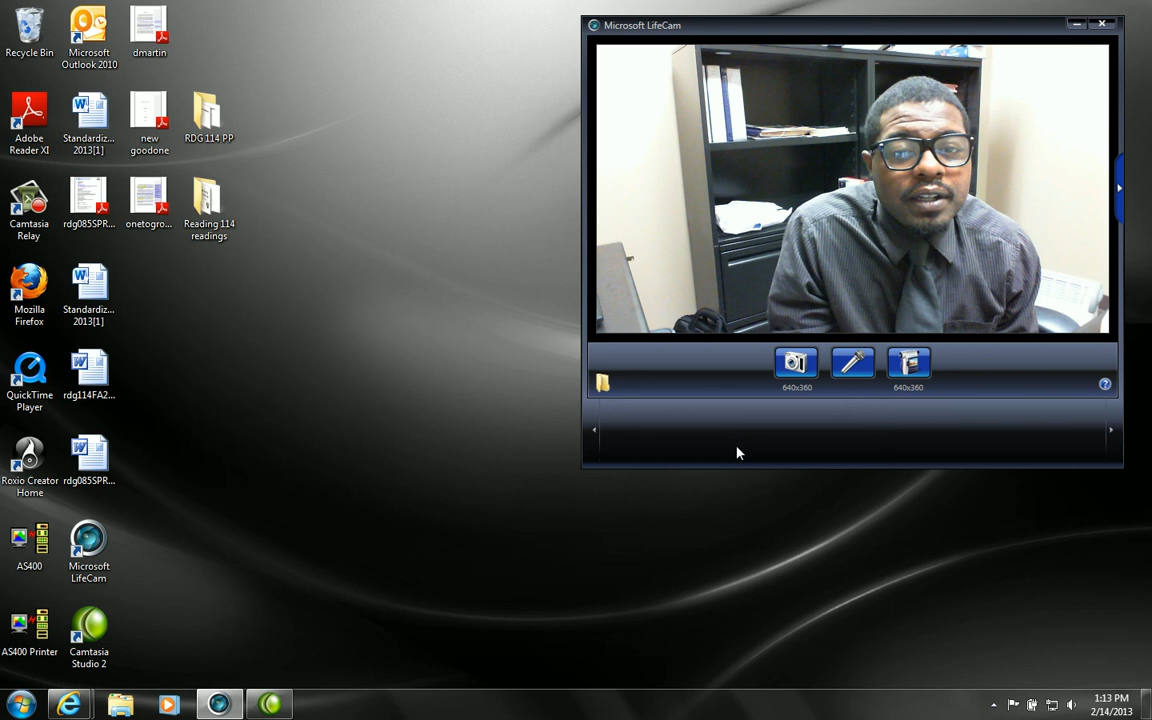 Recycle Bin
Microsoft
Outlook 2010
dmartin
Adobe
Reader XI
Standardiz...
2013[1]
new
goodone
RDG 114 PP
Camtasia
Relay
rdg085SPR...
onetogro...
Reading 114
readings
Mozilla
Firefox
Standardiz...
2013[1]
QuickTime
Player
rdg114FA2...
Roxio Creator
Home
rdg085SPR...
AS400
Microsoft
LifeCam
AS400 Printer
Camtasia
Studio 2
Microsoft LifeCam
640x360
640x360
1:13 PM
2/14/2013